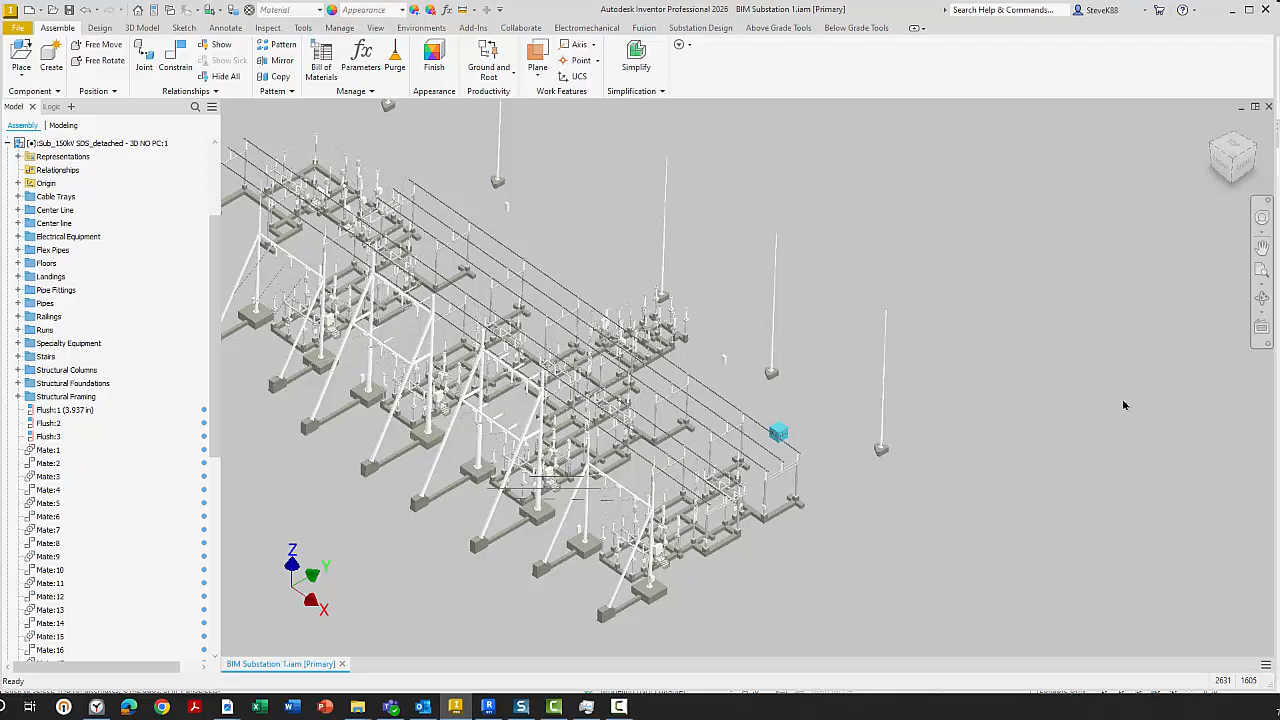 Material
Appearance
Autodesk Inventor Professional 2026
BIM Substation 1.iam [Primary]
Search Help & Commands...
SteveK88
File
Assemble
Design
3D Model
Sketch
Annotate
Inspect
Tools
Manage
View
Environments
Add-Ins
Collaborate
Electromechanical
Fusion
Substation Design
Above Grade Tools
Below Grade Tools
Place
Create
Free Move
Free Rotate
Joint
Constrain
Show
Show Sick
Hide All
Pattern
Mirror
Copy
Bill of
Materials
Parameters
Purge
Finish
Ground and
Root
Plane
Axis
Point
UCS
Simplify
Component
Position
Relationships
Pattern
Manage
Appearance
Productivity
Work Features
Simplification
Model
iLogic
Assembly
Modeling
[●]:Sub_150kV SDS_detached - 3D NO PC:1
Representations
Relationships
Origin
Cable Trays
Center Line
Center line
Electrical Equipment
Flex Pipes
Floors
Landings
Pipe Fittings
Pipes
Railings
Runs
Specialty Equipment
Stairs
Structural Columns
Structural Foundations
Structural Framing
Flush:1 (3.937 in)
Flush:2
Flush:3
Mate:1
Mate:2
Mate:3
Mate:4
Mate:5
Mate:6
Mate:7
Mate:8
Mate:9
Mate:10
Mate:11
Mate:12
Mate:13
Mate:14
Mate:15
Mate:16
Z
Y
X
BIM Substation 1.iam [Primary]
Ready
2631
1605